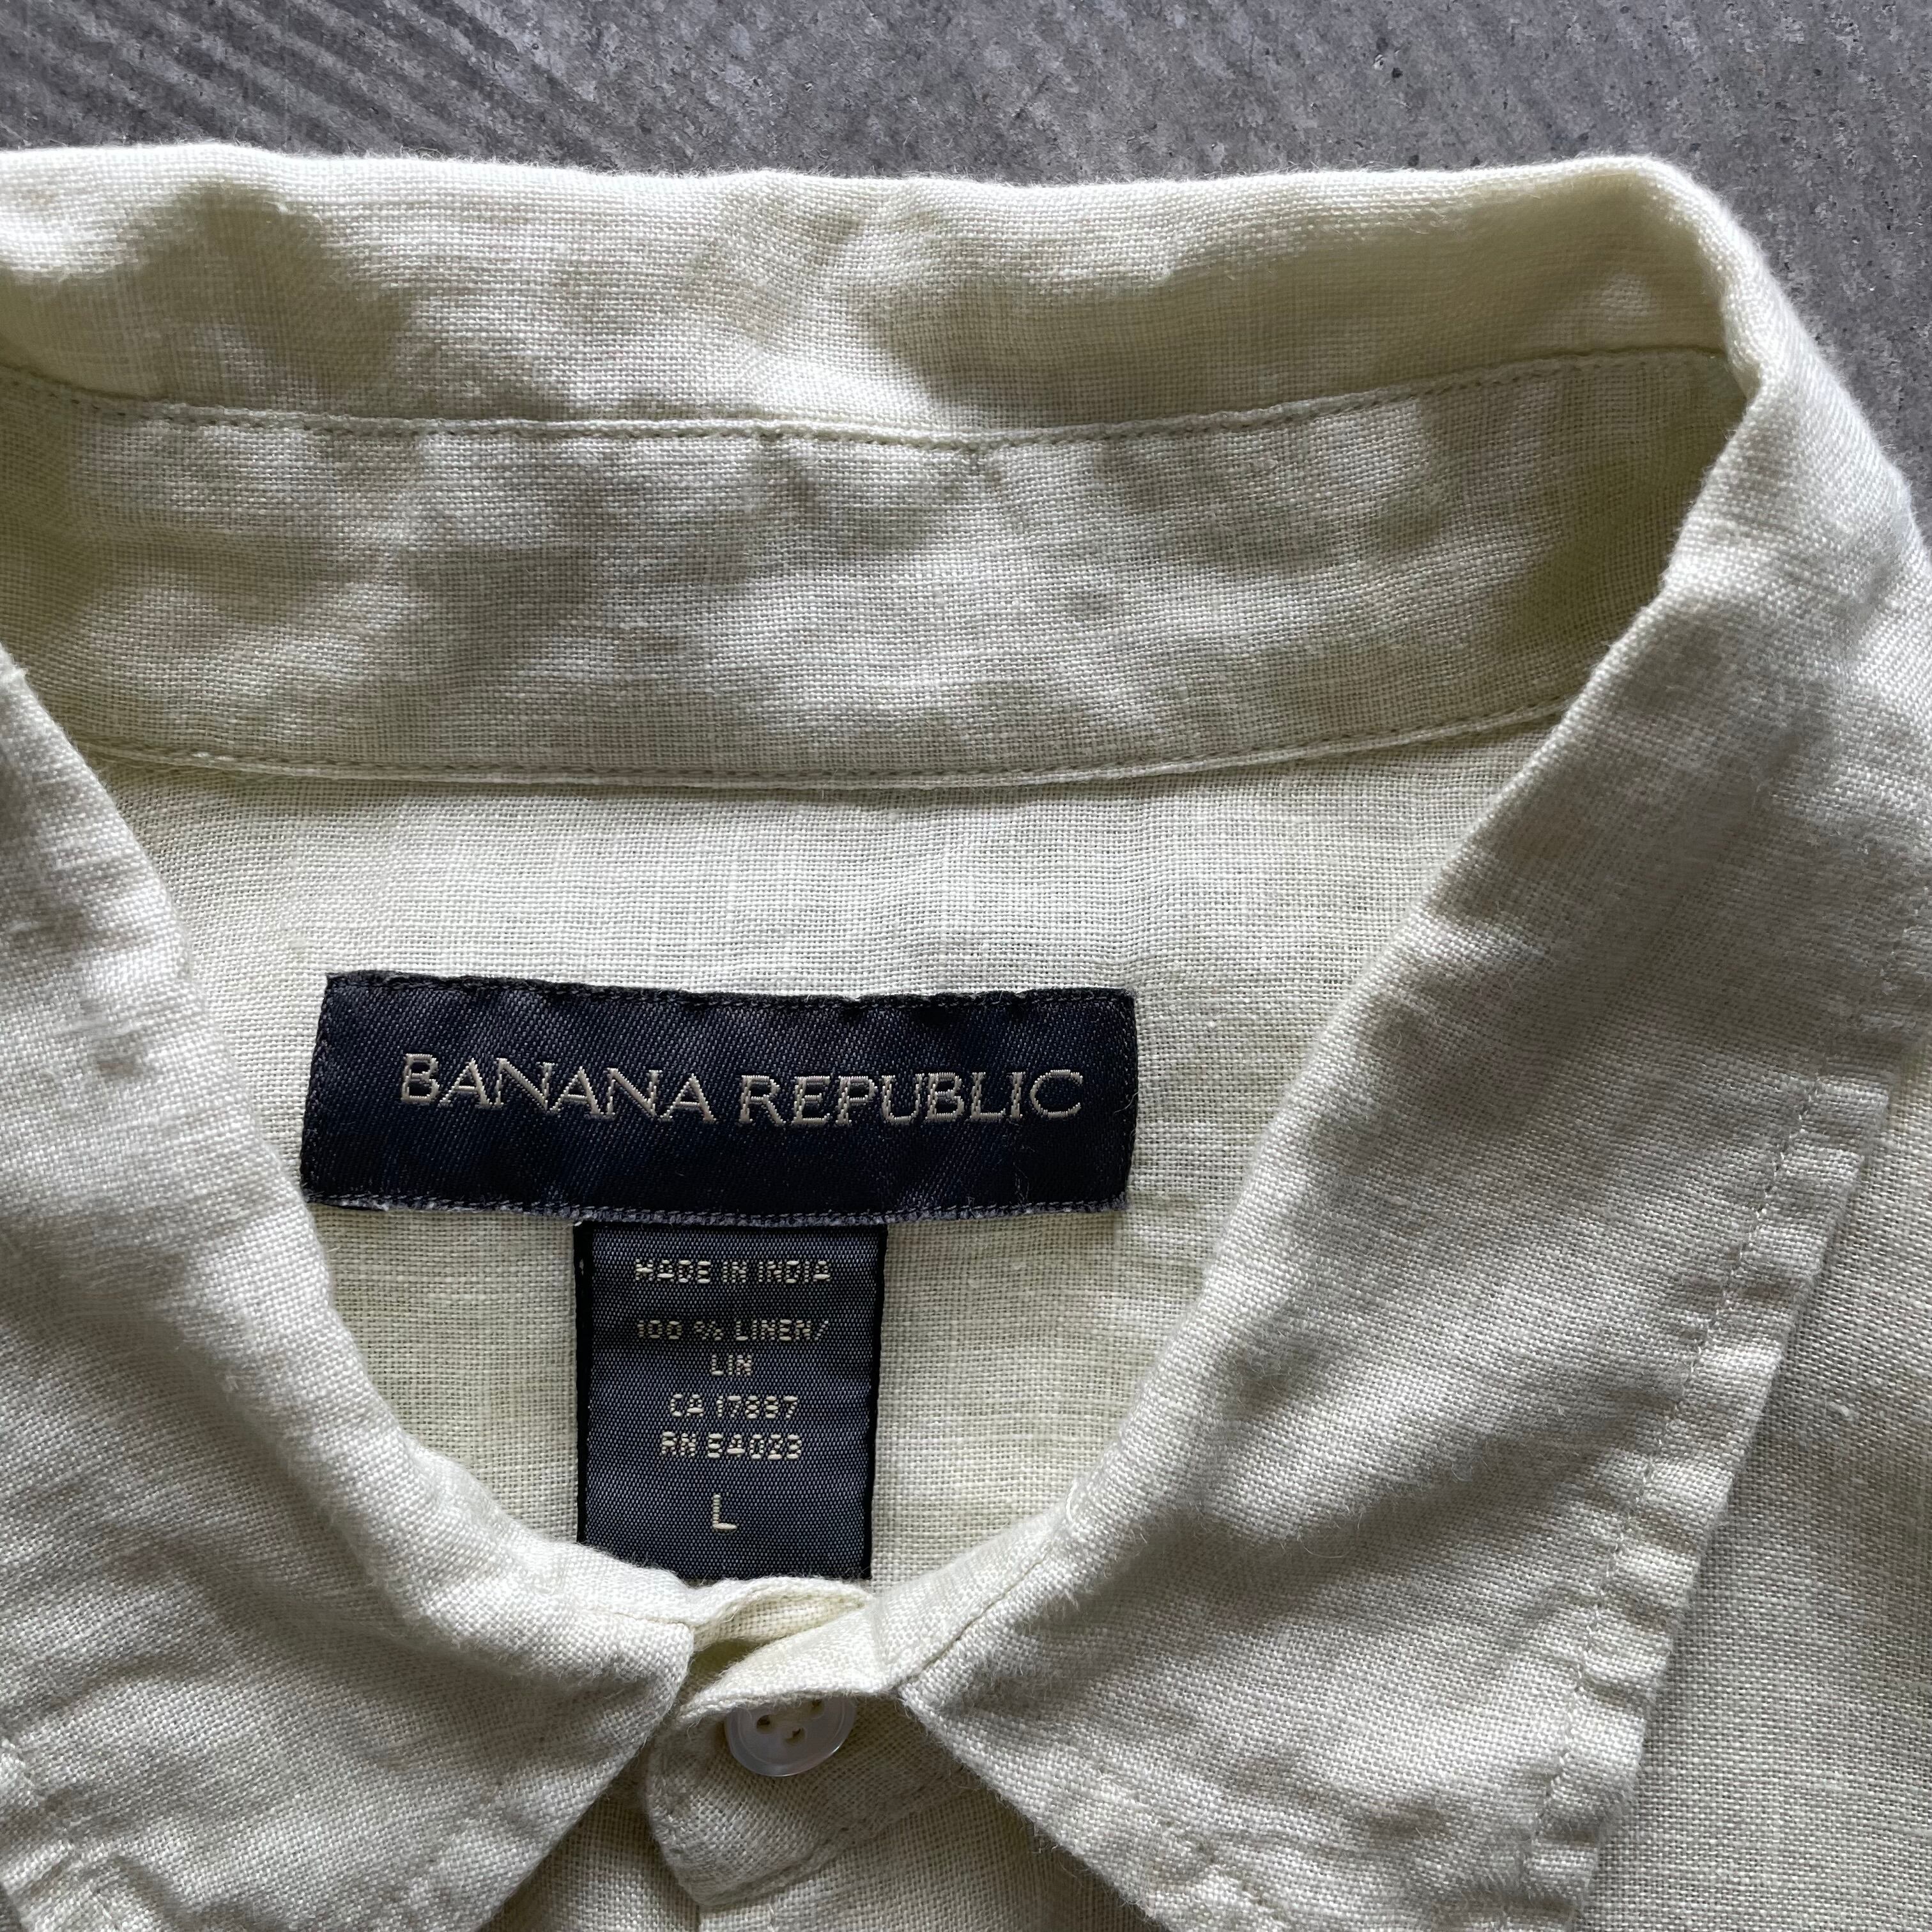 BANANA REPUBLIC
MADE IN INDIA
100 % LINEN/
LIN
CA 17897
RN 54023
L